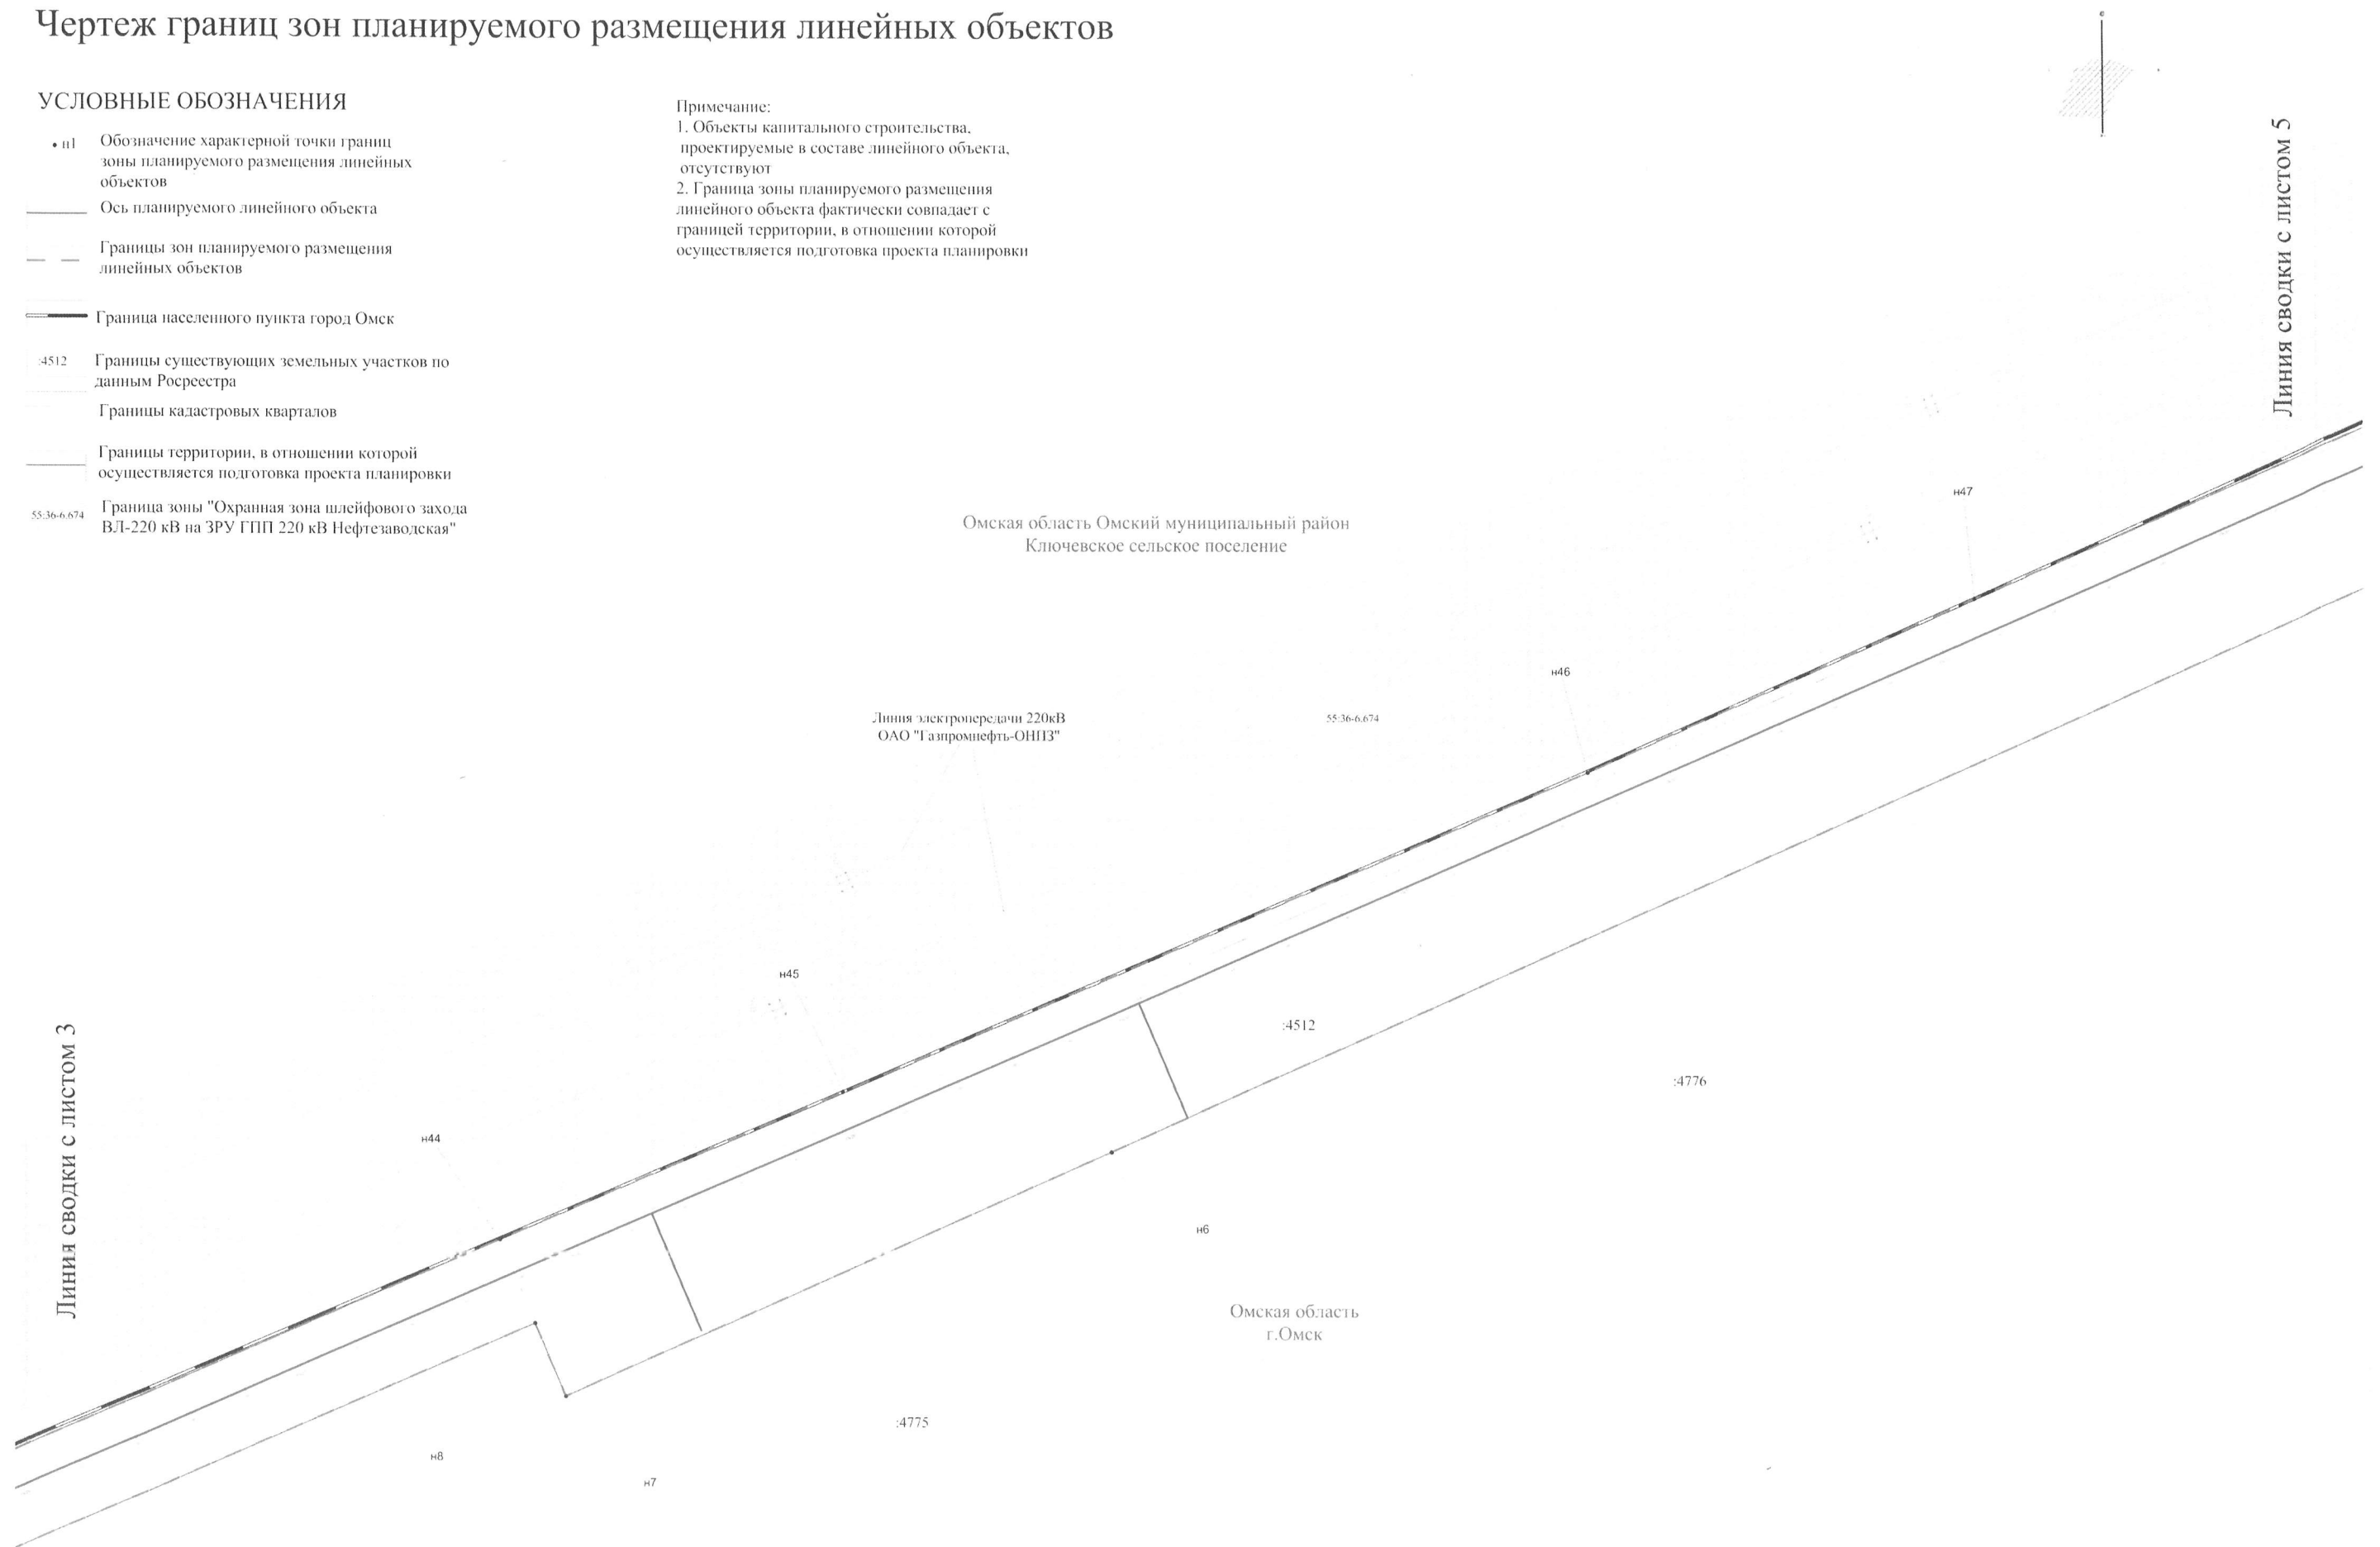 Чертеж границ зон планируемого размещения линейных объектов
УСЛОВНЫЕ ОБОЗНАЧЕНИЯ
н1
Обозначение характерной точки границ
зоны планируемого размещения линейных
объектов
Ось планируемого линейного объекта
Границы зон планируемого размещения
линейных объектов
Граница населенного пункта город Омск
:4512
Границы существующих земельных участков по
данным Росреестра
Границы кадастровых кварталов
Границы территории, в отношении которой
осуществляется подготовка проекта планировки
55:36-6.674
Граница зоны "Охранная зона шлейфового захода
ВЛ-220 кВ на ЗРУ ГПП 220 кВ Нефтезаводская"
Примечание:
1. Объекты капитального строительства,
проектируемые в составе линейного объекта,
отсутствуют
2. Граница зоны планируемого размещения
линейного объекта фактически совпадает с
границей территории, в отношении которой
осуществляется подготовка проекта планировки
Линия сводки с листом 5
н47
Омская область Омский муниципальный район
Ключевское сельское поселение
н46
Линия электропередачи 220кВ
ОАО "Газпромнефть-ОНПЗ"
55:36-6.674
н45
:4512
Линия сводки с листом 3
:4776
н44
н6
Омская область
г.Омск
:4775
н8
н7